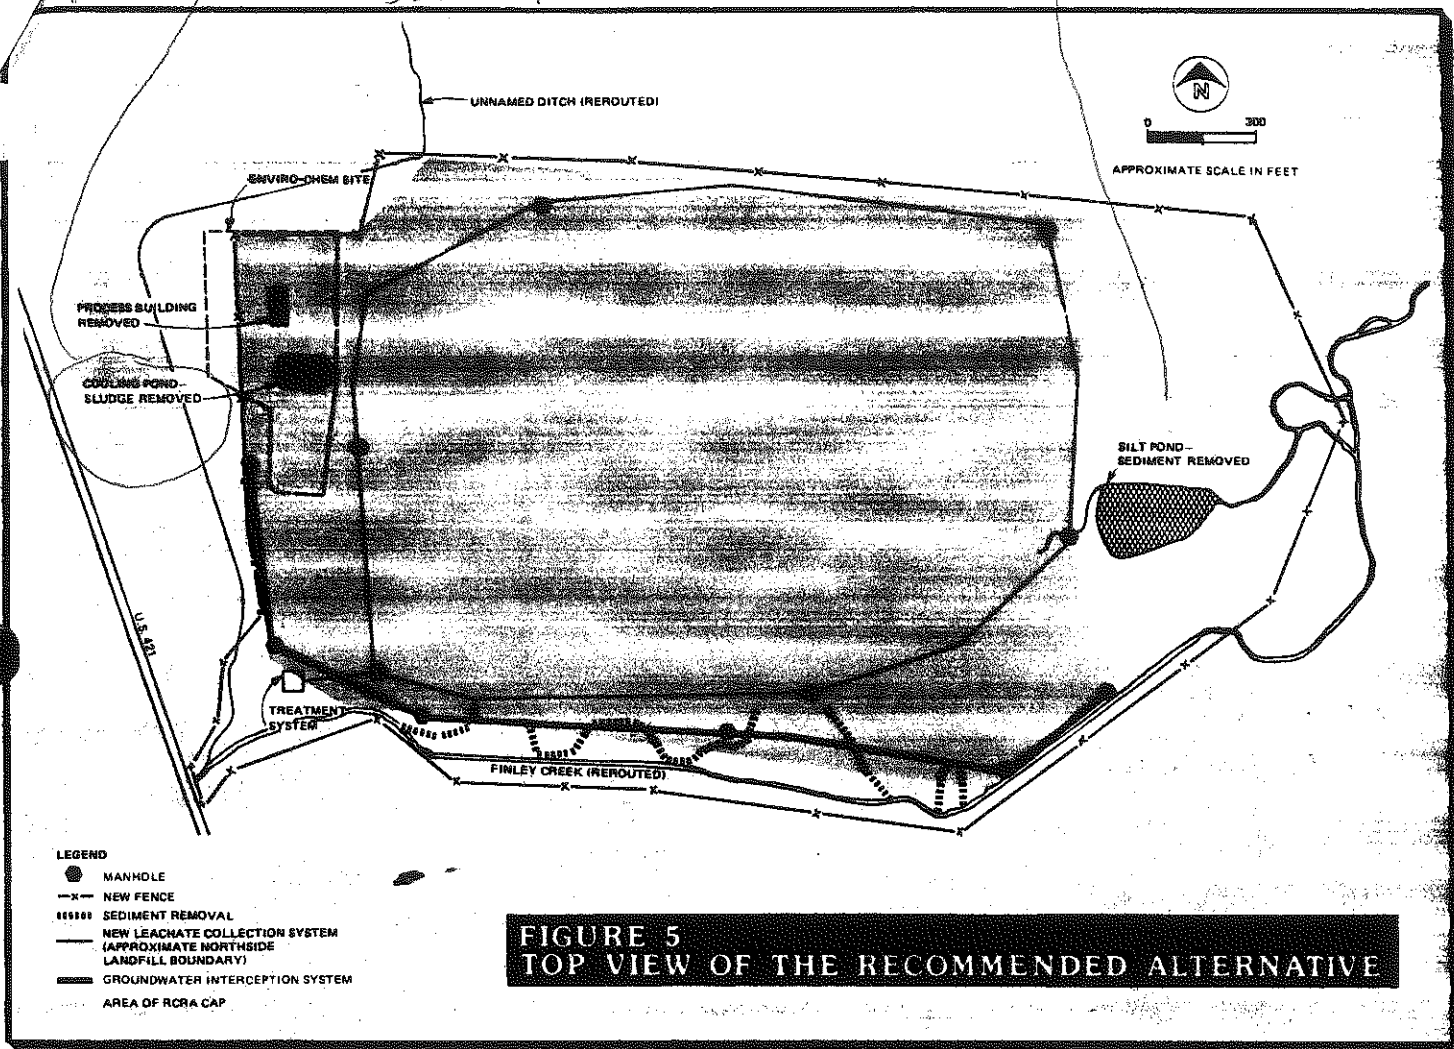 UNNAMED DITCH (REROUTED)
N
0 300
APPROXIMATE SCALE IN FEET
ENVIRO-CHEM SITE
PROCESS BUILDING
REMOVED
COOLING POND-
SLUDGE REMOVED
SILT POND-
SEDIMENT REMOVED
U.S. 421
TREATMENT
SYSTEM
FINLEY CREEK (REROUTED)
LEGEND
MANHOLE
NEW FENCE
SEDIMENT REMOVAL
NEW LEACHATE COLLECTION SYSTEM
(APPROXIMATE NORTHSIDE
LANDFILL BOUNDARY)
GROUNDWATER INTERCEPTION SYSTEM
AREA OF RCRA CAP
FIGURE 5
TOP VIEW OF THE RECOMMENDED ALTERNATIVE